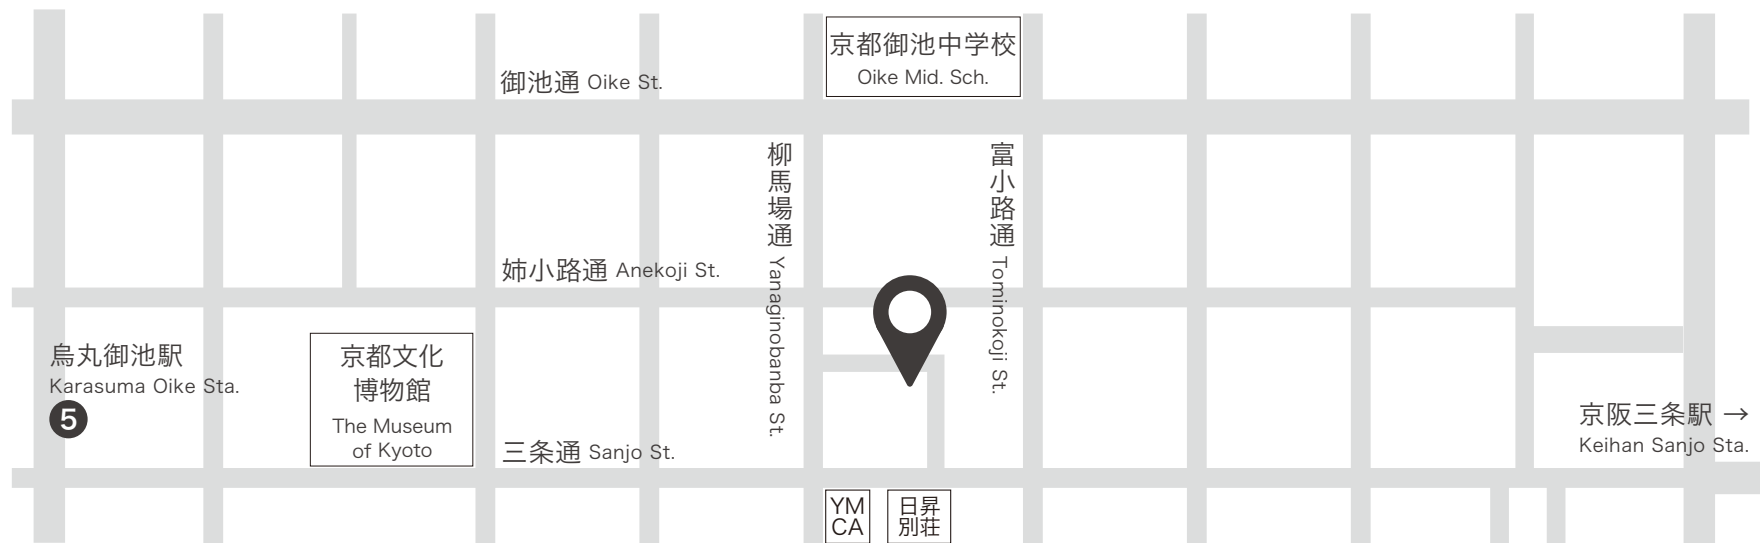 京都御池中学校
Oike Mid. Sch.
御池通 Oike St.
柳馬場通 Yanaginobanba St.
富小路通 Tominokoji St.
姉小路通 Anekoji St.
烏丸御池駅
Karasuma Oike Sta.
5
京都文化
博物館
The Museum
of Kyoto
三条通 Sanjo St.
京阪三条駅 →
Keihan Sanjo Sta.
YM
CA
日昇
別荘